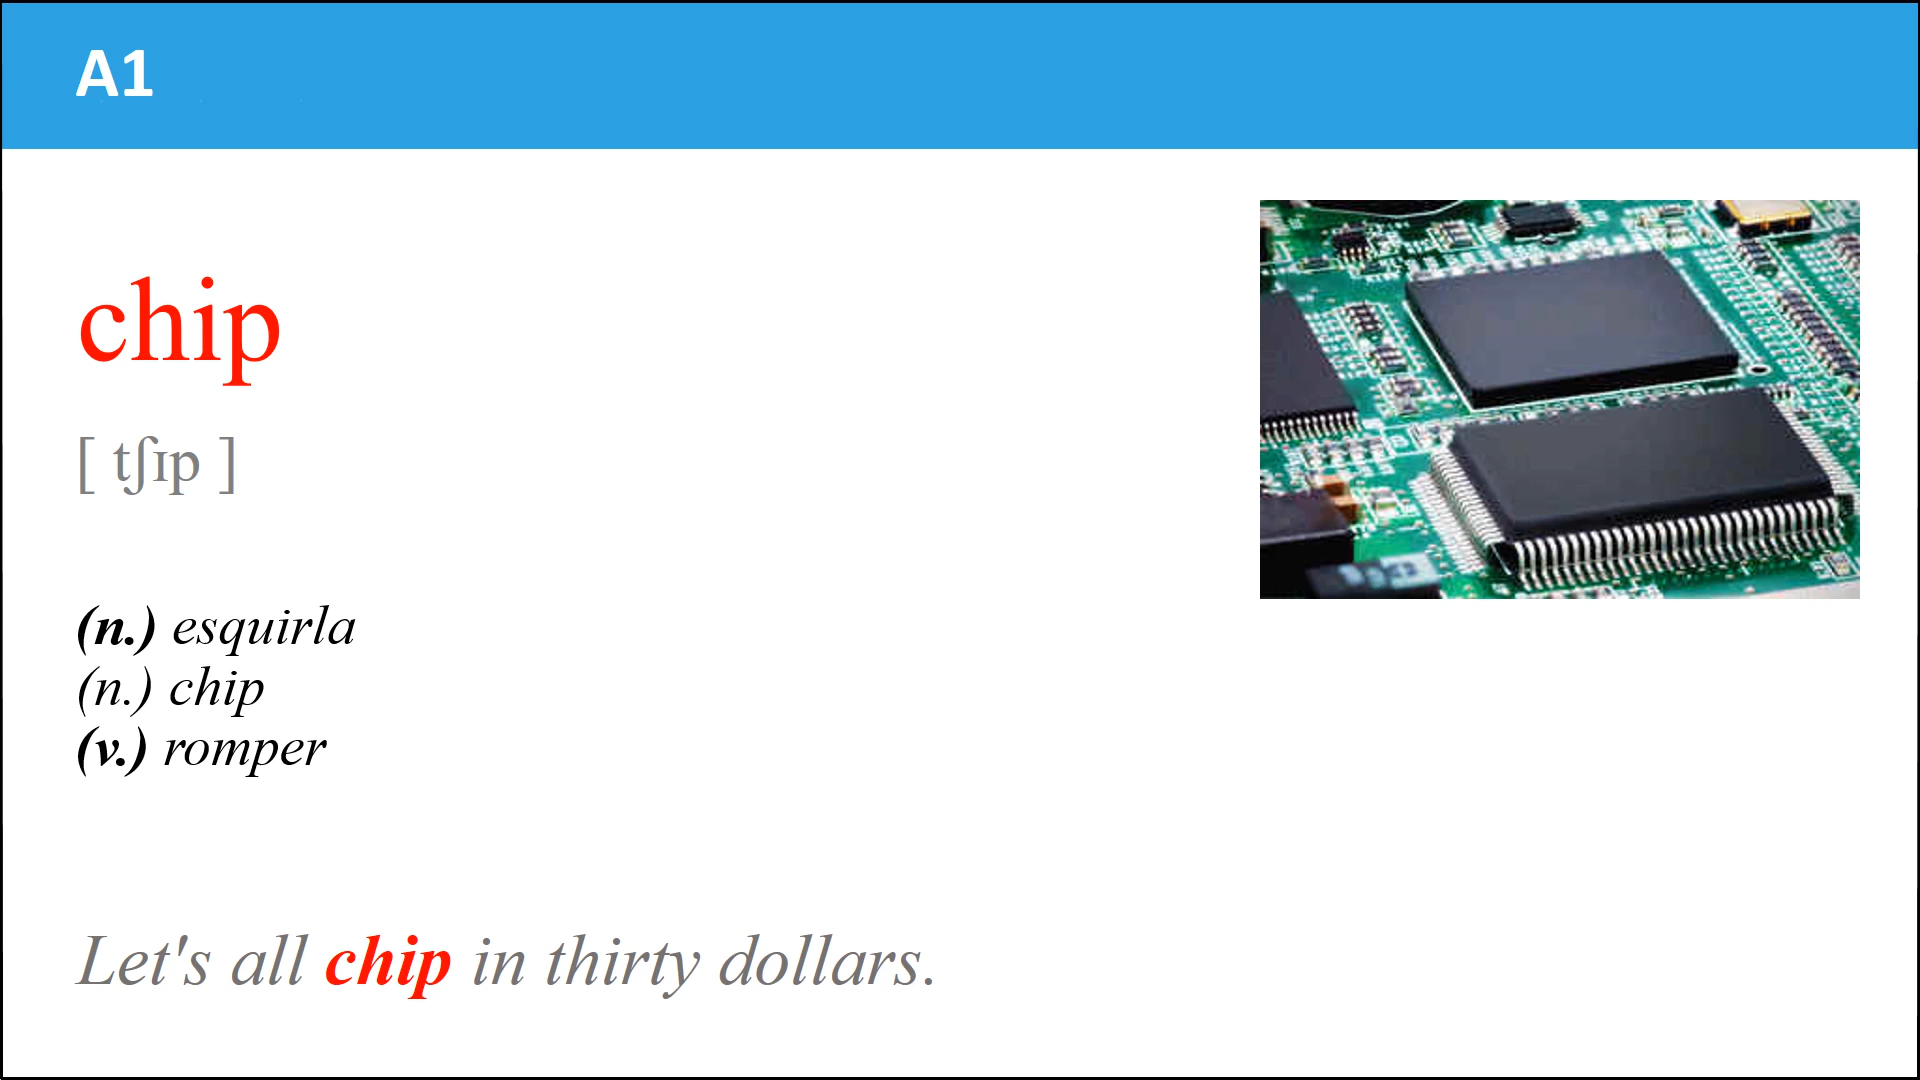 A1
chip
[ tʃɪp ]
(n.) esquirla
(n.) chip
(v.) romper
Let's all chip in thirty dollars.